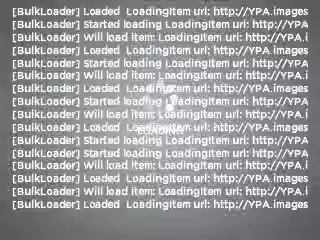 [BulkLoader] Loaded LoadingItem url: http://YPA.images
[BulkLoader] Started loading LoadingItem url: http://YPA
[BulkLoader] Will load item: LoadingItem url: http://YPA.i
[BulkLoader] Loaded LoadingItem url: http://YPA.images
[BulkLoader] Started loading LoadingItem url: http://YPA
[BulkLoader] Will load item: LoadingItem url: http://YPA.i
[BulkLoader] Loaded LoadingItem url: http://YPA.images
[BulkLoader] Started loading LoadingItem url: http://YPA
[BulkLoader] Will load item: LoadingItem url: http://YPA.i
[BulkLoader] Loaded LoadingItem url: http://YPA.images
LOADING
[BulkLoader] Started loading LoadingItem url: http://YPA
[BulkLoader] Started loading LoadingItem url: http://YPA
[BulkLoader] Will load item: LoadingItem url: http://YPA.i
[BulkLoader] Loaded LoadingItem url: http://YPA.images
[BulkLoader] Will load item: LoadingItem url: http://YPA.i
[BulkLoader] Loaded LoadingItem url: http://YPA.images